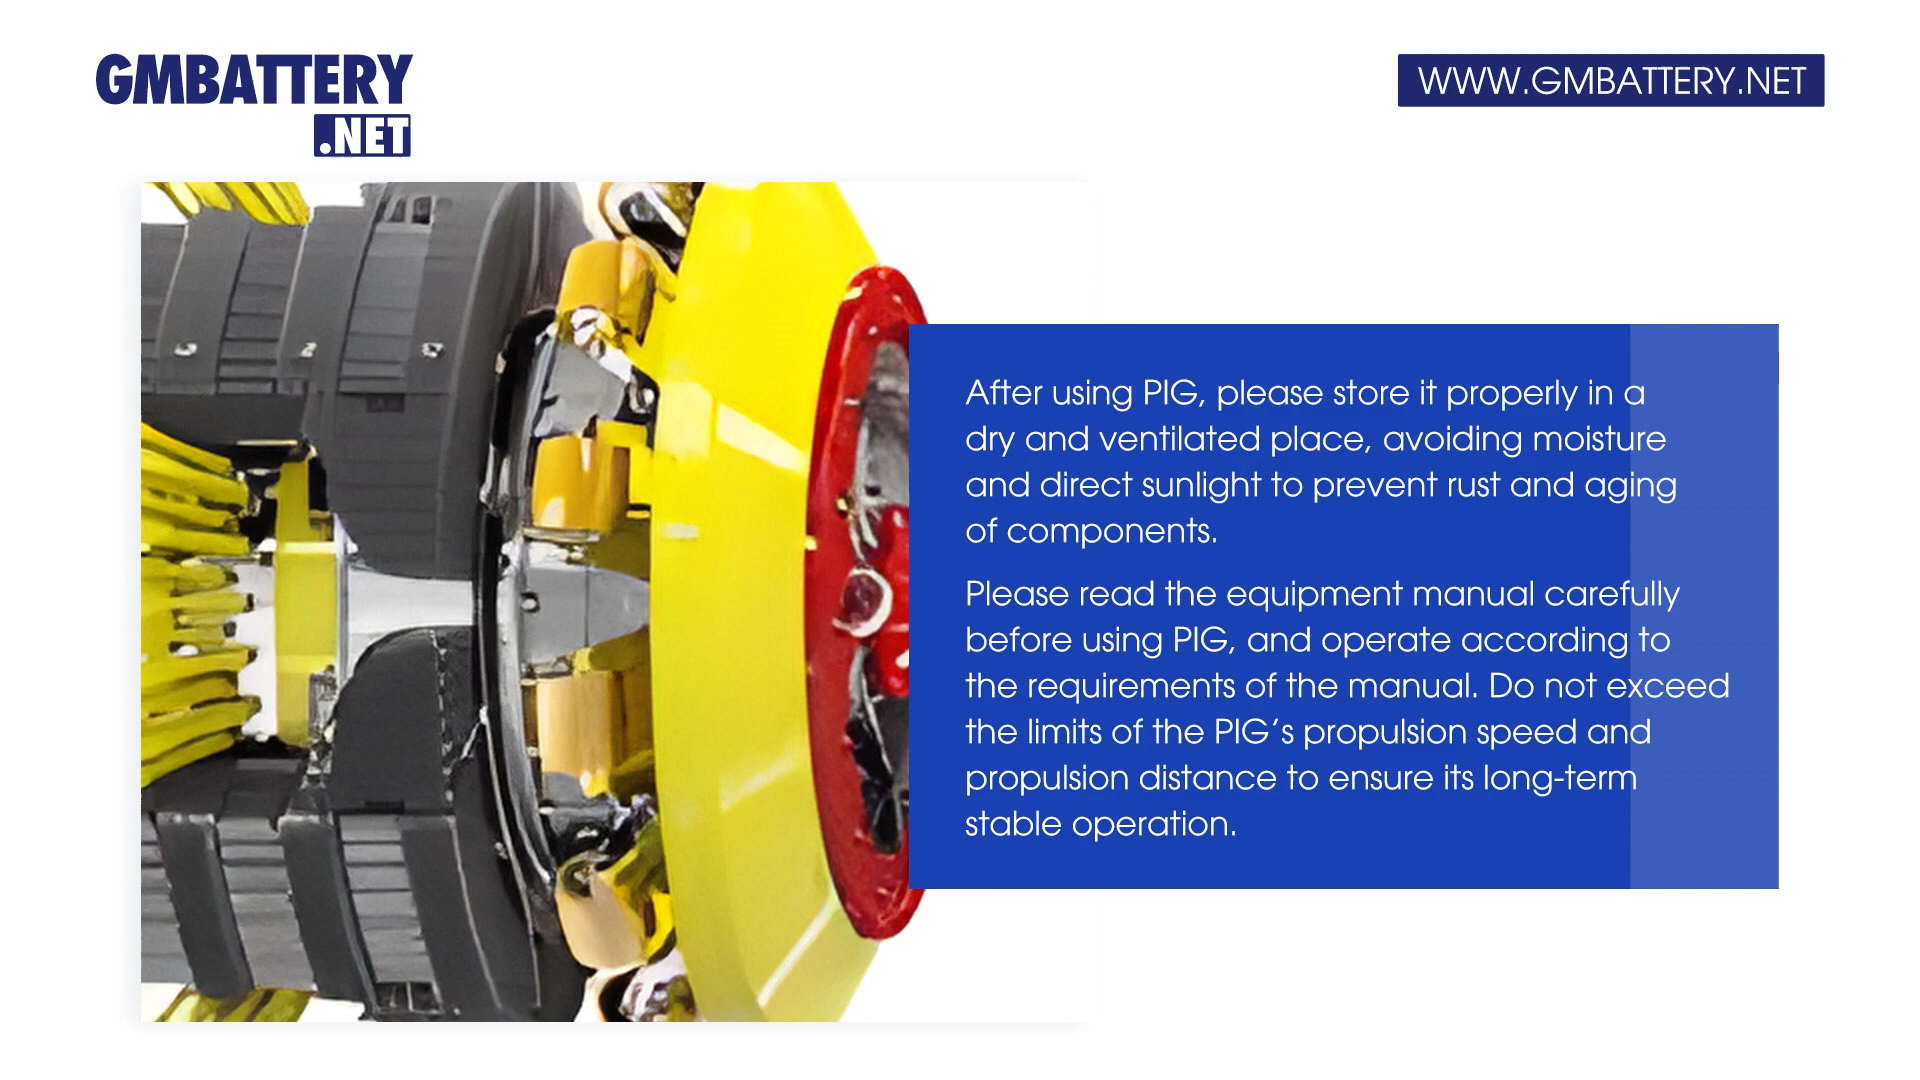 GMBATTERY
.NET
WWW.GMBATTERY.NET
After using PIG, please store it properly in a
dry and ventilated place, avoiding moisture
and direct sunlight to prevent rust and aging
of components.
Please read the equipment manual carefully
before using PIG, and operate according to
the requirements of the manual. Do not exceed
the limits of the PIG’s propulsion speed and
propulsion distance to ensure its long-term
stable operation.